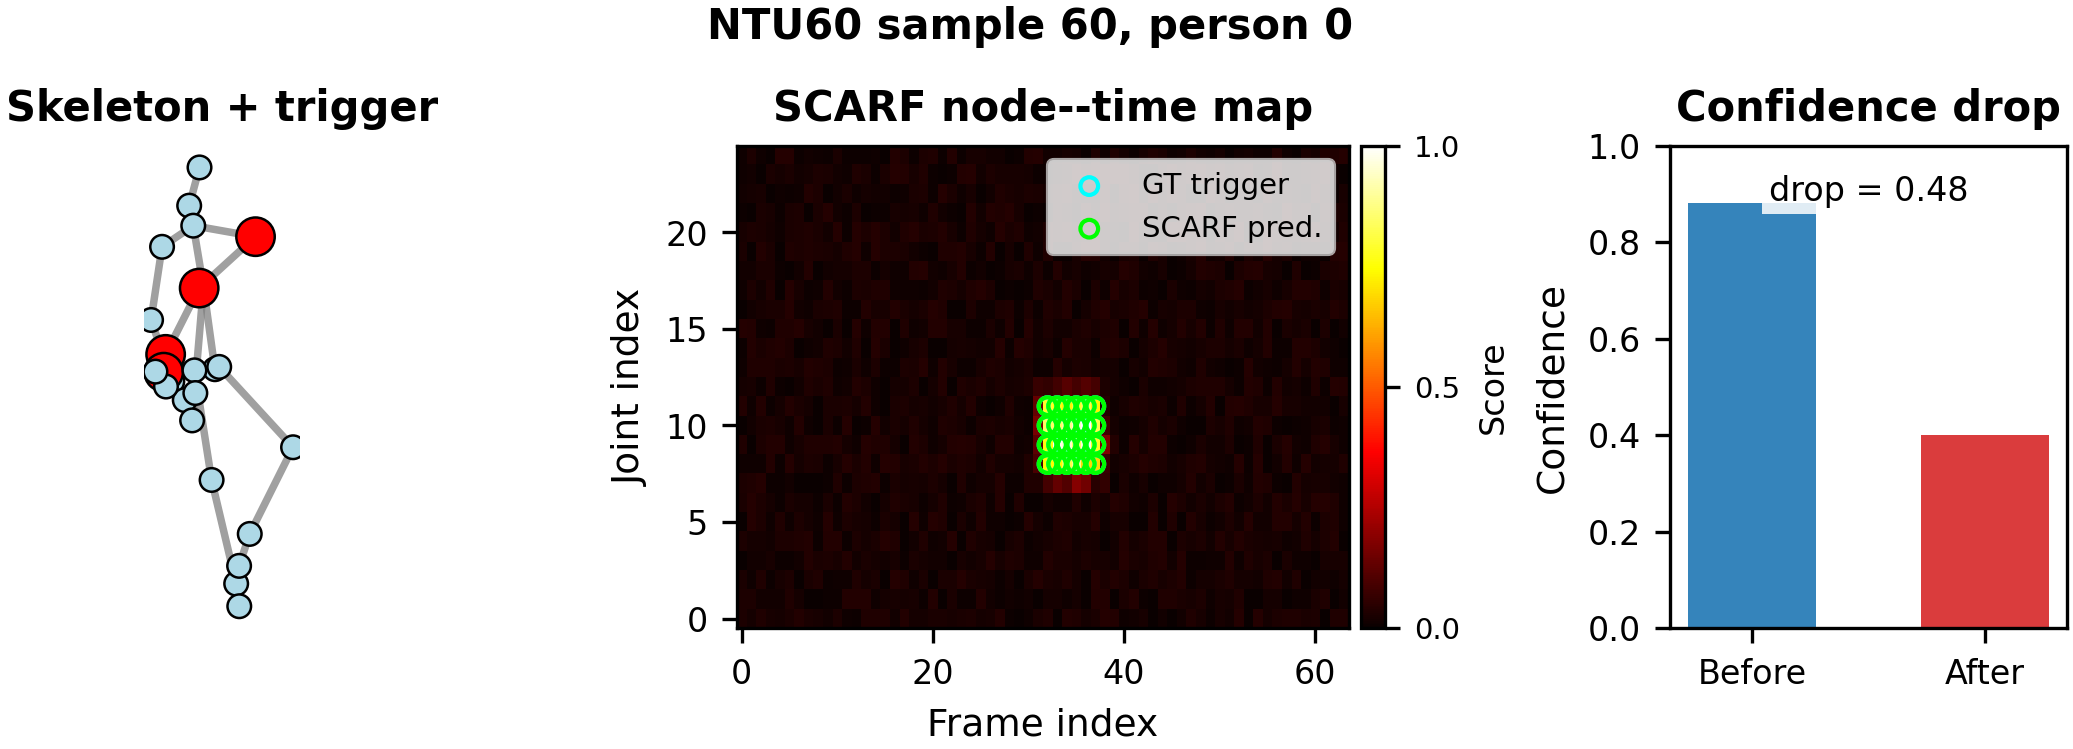 NTU60 sample 60, person 0
Skeleton + trigger
SCARF node--time map
GT trigger
SCARF pred.
Joint index
20
15
10
5
0
0
20
40
60
Frame index
1.0
0.5
0.0
Score
Confidence drop
drop = 0.48
Confidence
1.0
0.8
0.6
0.4
0.2
0.0
Before
After